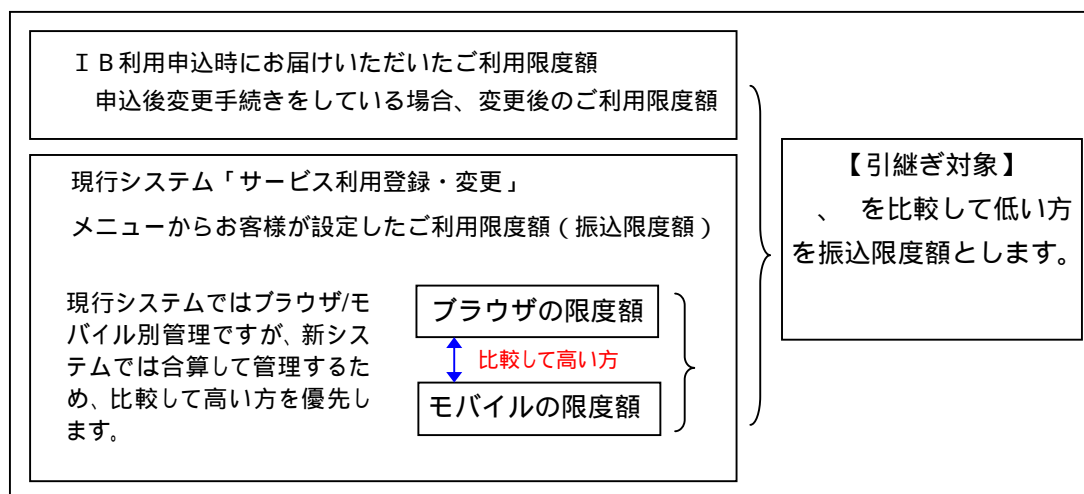 ＩＢ利用申込時にお届けいただいたご利用限度額
申込後変更手続きをしている場合、変更後のご利用限度額
現行システム「サービス利用登録・変更」
メニューからお客様が設定したご利用限度額（振込限度額）
現行システムではブラウザ/モ
バイル別管理ですが、新シス
テムでは合算して管理するた
め、比較して高い方を優先し
ます。
ブラウザの限度額
比較して高い方
モバイルの限度額
【引継ぎ対象】
、　を比較して低い方
を振込限度額とします。